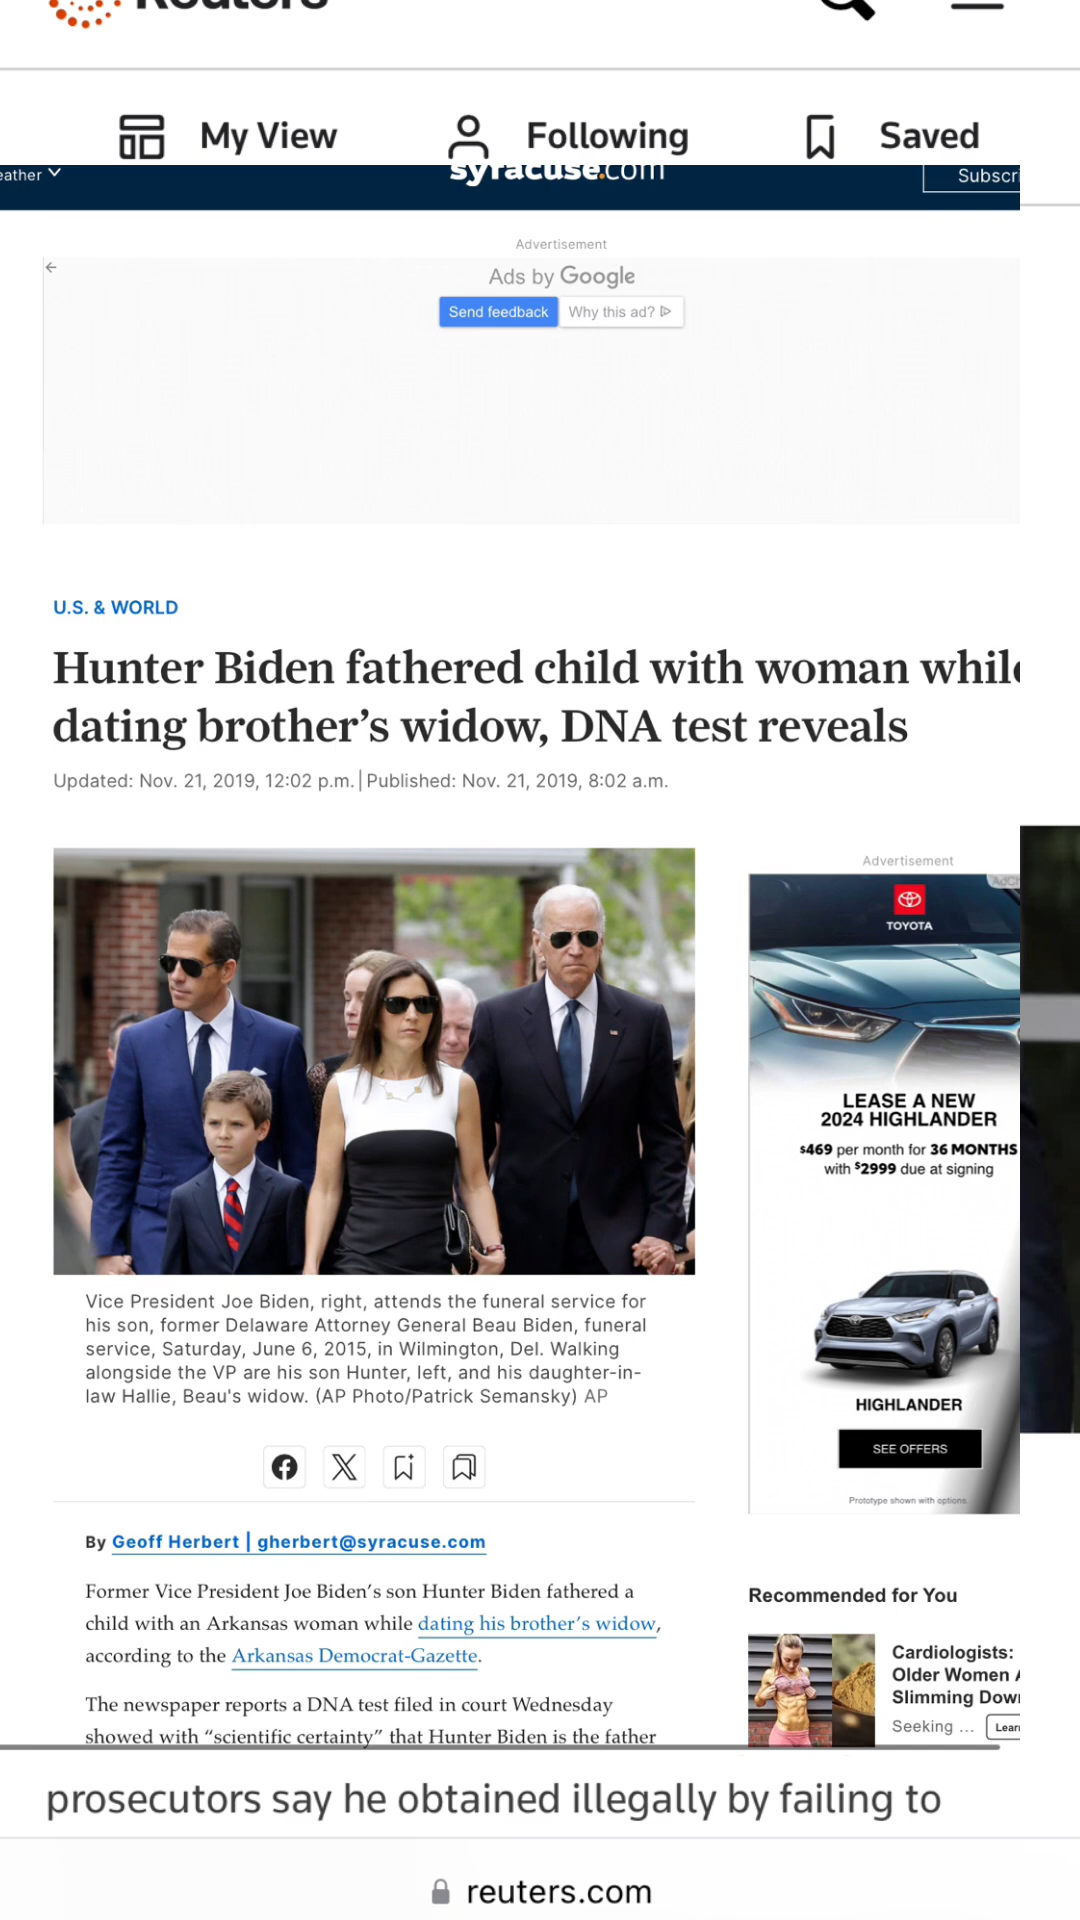 Reuters
My View Following Saved
eather syracuse.com Subscri
Advertisement
Ads by Google
Send feedback Why this ad?
U.S. & WORLD
Hunter Biden fathered child with woman while
dating brother's widow, DNA test reveals
Updated: Nov. 21, 2019, 12:02 p.m. | Published: Nov. 21, 2019, 8:02 a.m.
Vice President Joe Biden, right, attends the funeral service for
his son, former Delaware Attorney General Beau Biden, funeral
service, Saturday, June 6, 2015, in Wilmington, Del. Walking
alongside the VP are his son Hunter, left, and his daughter-in-
law Hallie, Beau's widow. (AP Photo/Patrick Semansky) AP
By Geoff Herbert | gherbert@syracuse.com
Former Vice President Joe Biden's son Hunter Biden fathered a
child with an Arkansas woman while dating his brother's widow,
according to the Arkansas Democrat-Gazette.
The newspaper reports a DNA test filed in court Wednesday
showed with "scientific certainty" that Hunter Biden is the father
Advertisement
AdCh
TOYOTA
LEASE A NEW
2024 HIGHLANDER
$469 per month for 36 MONTHS
with $2999 due at signing
HIGHLANDER
SEE OFFERS
Prototype shown with options.
Recommended for You
Cardiologists:
Older Women
Slimming Dow
Seeking ... Lear
prosecutors say he obtained illegally by failing to
reuters.com